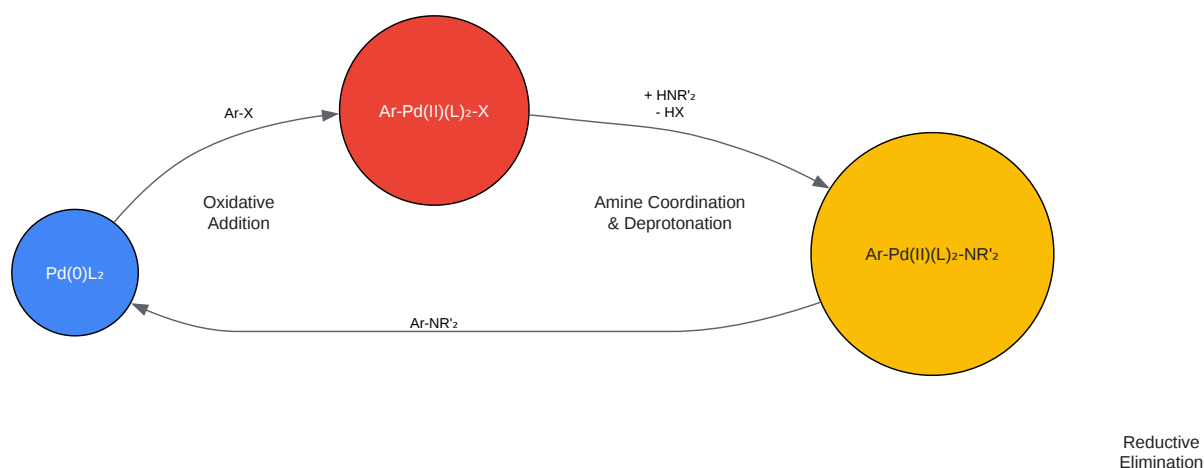 + HNR'₂
- HX
Ar-X
Ar-Pd(II)(L)₂-X
Oxidative
Addition
Amine Coordination
& Deprotonation
Ar-Pd(II)(L)₂-NR'₂
Pd(0)L₂
Ar-NR'₂
Reductive
Elimination